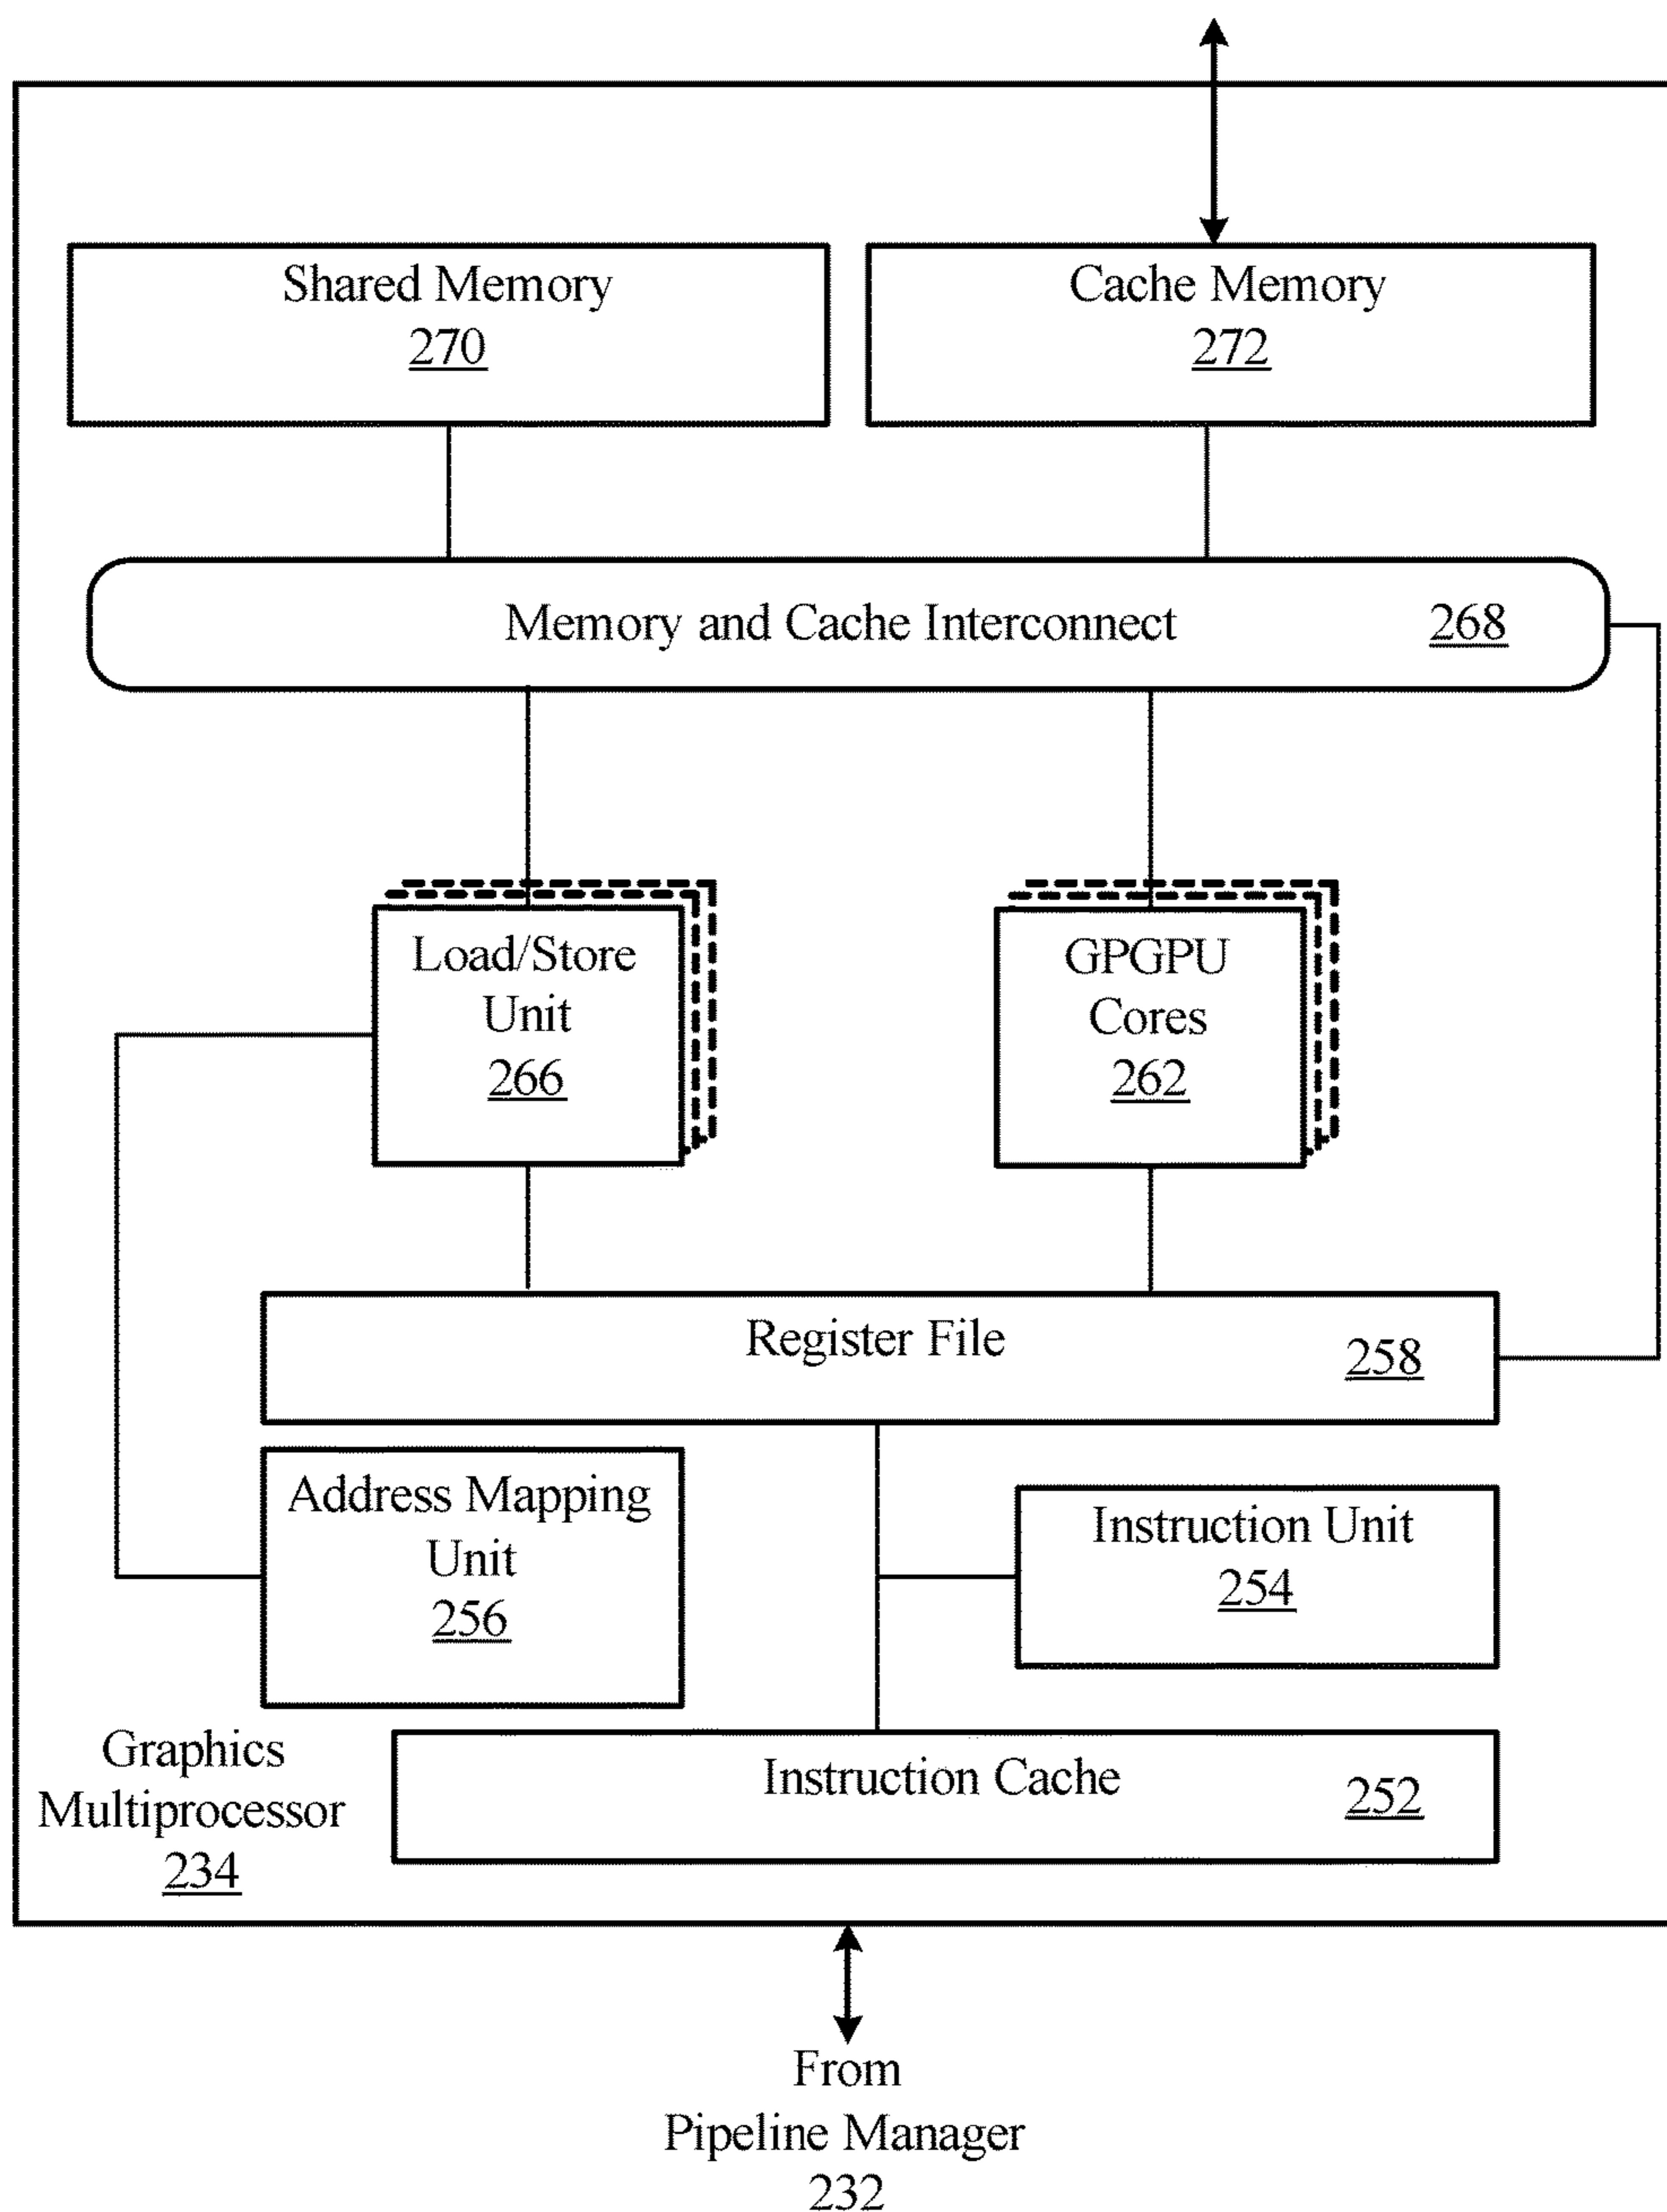 Shared Memory
270
Cache Memory
272
Memory and Cache Interconnect 268
Load/Store
Unit
266
GPGPU
Cores
262
Register File 258
Address Mapping
Unit
256
Instruction Unit
254
Graphics
Multiprocessor
234
Instruction Cache 252
From
Pipeline Manager
232